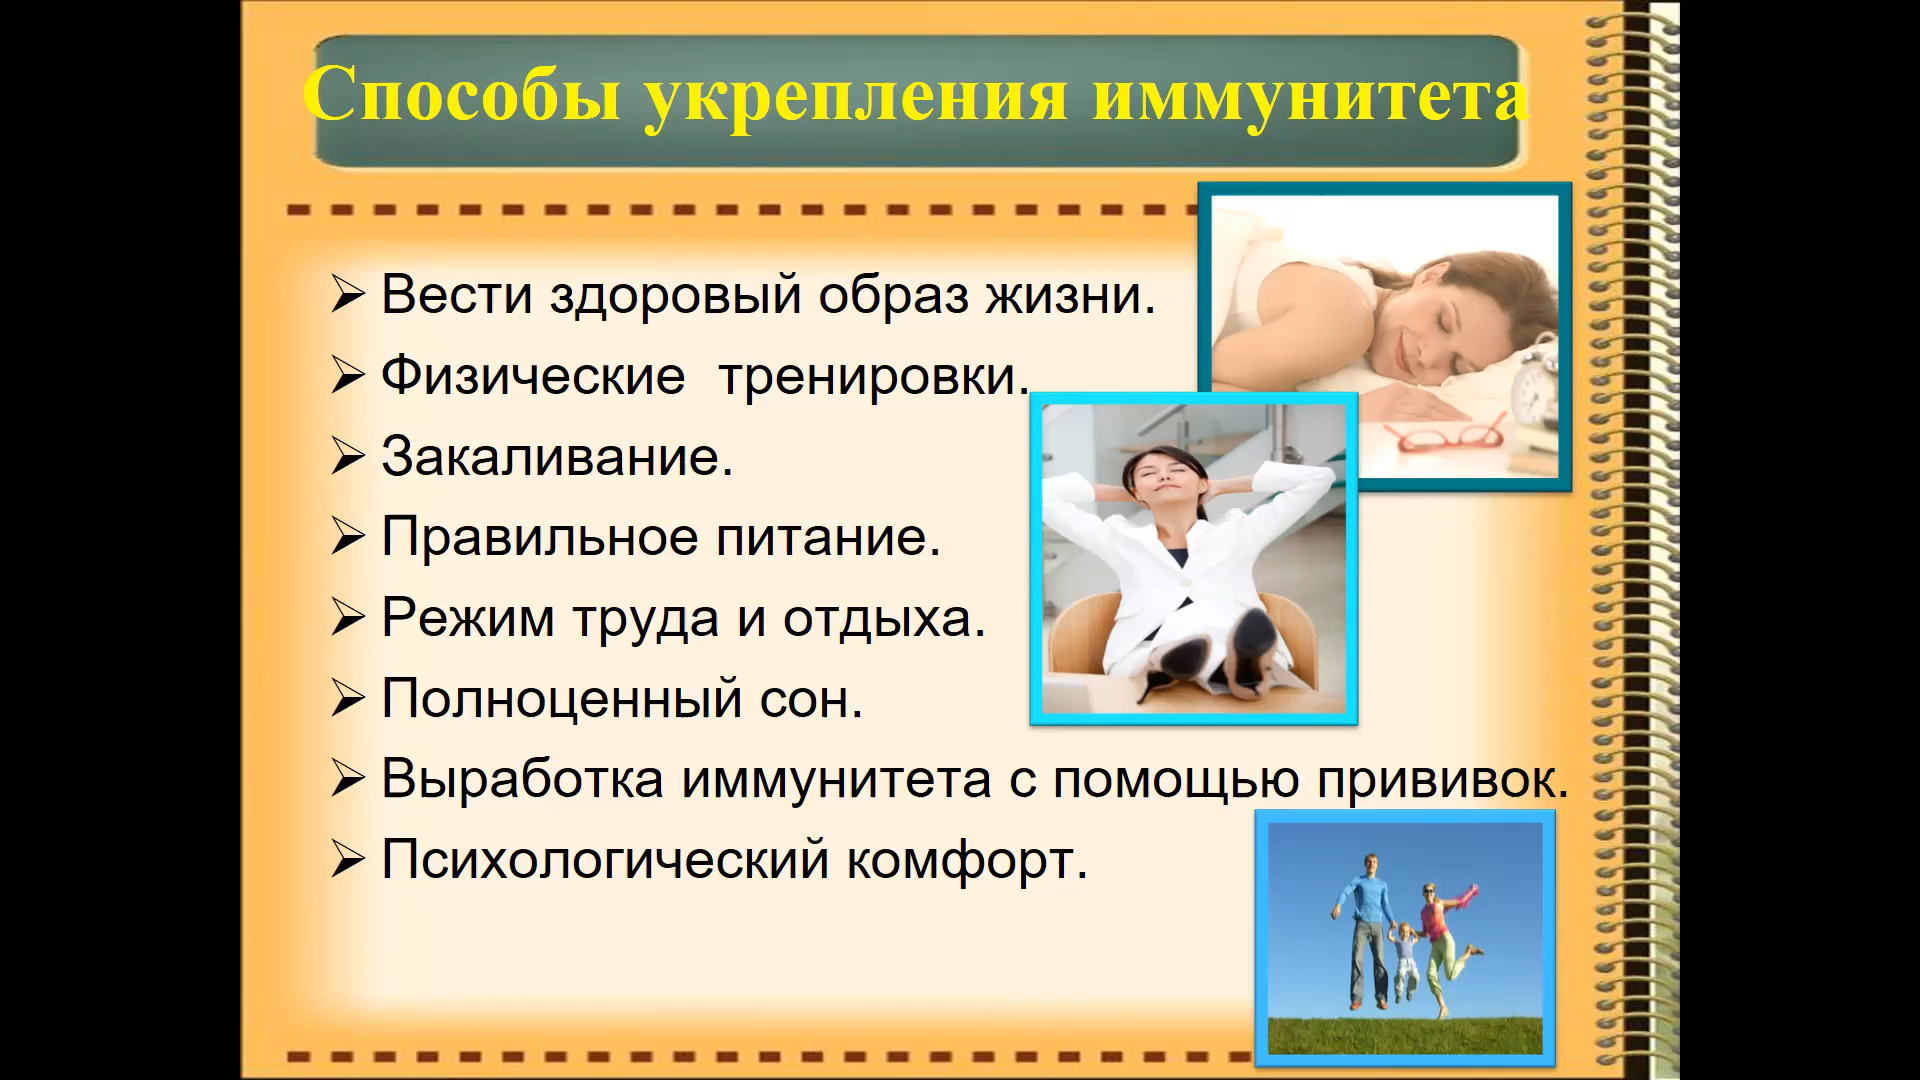 Способы укрепления иммунитета
Вести здоровый образ жизни.
Физические тренировки.
Закаливание.
Правильное питание.
Режим труда и отдыха.
Полноценный сон.
Выработка иммунитета с помощью прививок.
Психологический комфорт.